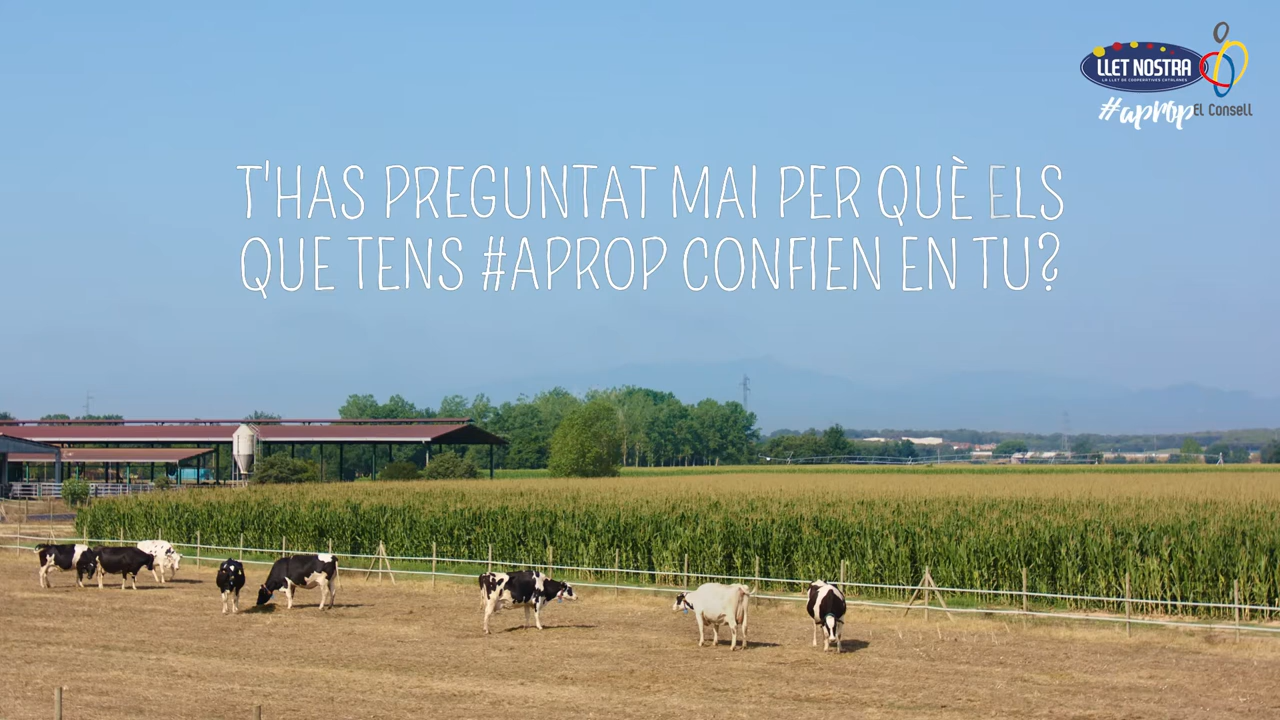 LLET NOSTRA
LA LLET DE COOPERATIVES CATALANES
#aprop
El Consell
T'HAS PREGUNTAT MAI PER QUÈ ELS
QUE TENS #APROP CONFIEN EN TU?